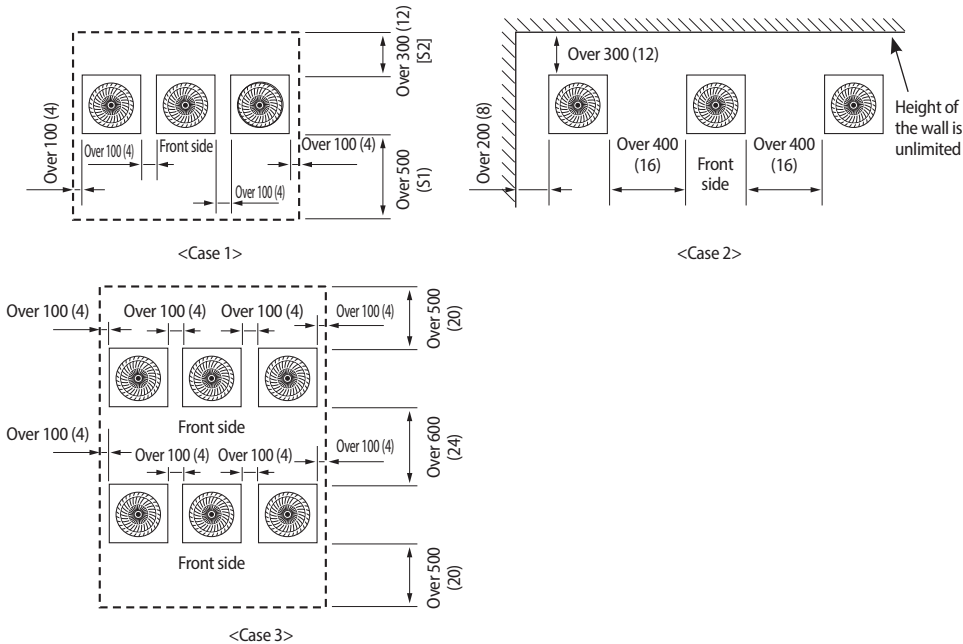 Over 300 (12)
[S2]
Over 100 (4)
Over 100 (4)
Front side
Over 100 (4)
Over 100 (4)
Over 500
(S1)
<Case 1>
Over 300 (12)
Over 200 (8)
Over 400
(16)
Front
side
Over 400
(16)
Height of
the wall is
unlimited
<Case 2>
Over 100 (4)
Over 100 (4)
Over 100 (4)
Over 100 (4)
Over 500
(20)
Front side
Over 100 (4)
Over 100 (4)
Over 100 (4)
Over 100 (4)
Over 600
(24)
Front side
Over 500
(20)
<Case 3>